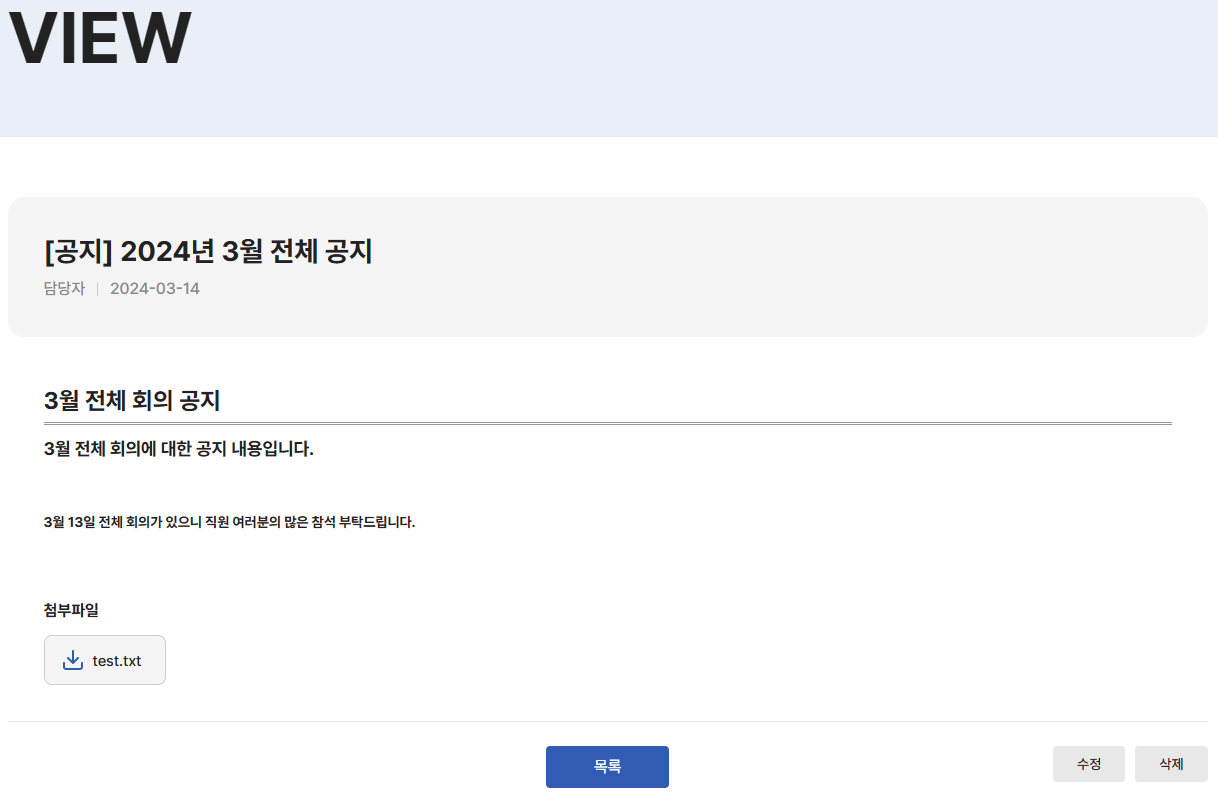 VIEW
[공지] 2024년 3월 전체 공지
담당자 2024-03-14
3월 전체 회의 공지
3월 전체 회의에 대한 공지 내용입니다.
3월 13일 전체 회의가 있으니 직원 여러분의 많은 참석 부탁드립니다.
첨부파일
test.txt
목록 수정 삭제